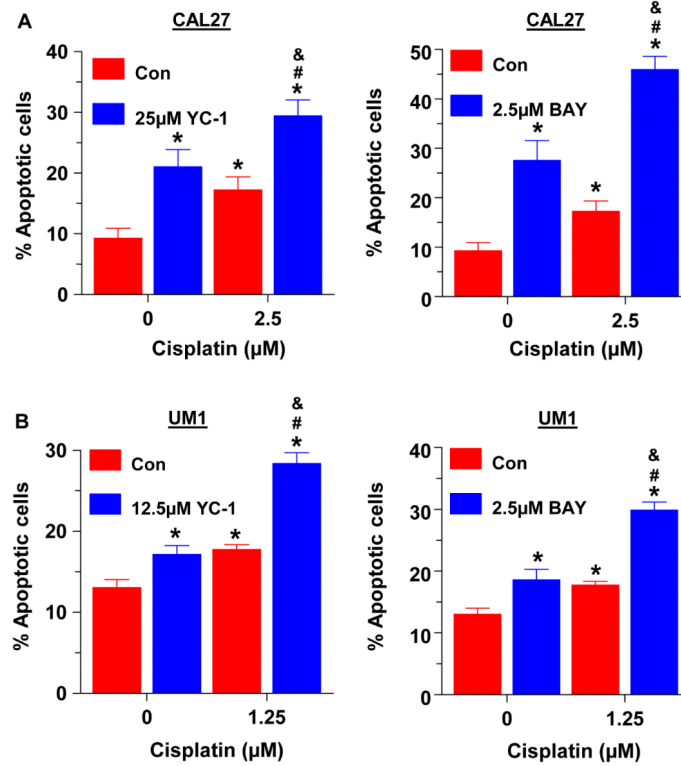 A
CAL27
% Apoptotic cells
40
30
20
10
0
Con
25µM YC-1
*
*
&
#
*
0
2.5
Cisplatin (µM)
CAL27
% Apoptotic cells
50
40
30
20
10
0
Con
2.5µM BAY
*
*
&
#
*
0
2.5
Cisplatin (µM)
B
UM1
% Apoptotic cells
30
20
10
0
Con
12.5µM YC-1
*
*
&
#
*
0
1.25
Cisplatin (µM)
UM1
% Apoptotic cells
40
30
20
10
0
Con
2.5µM BAY
*
*
&
#
*
0
1.25
Cisplatin (µM)